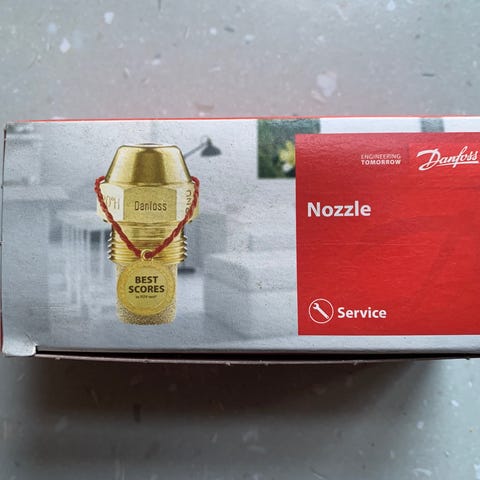 ENGINEERING
TOMORROW
Danfoss
Nozzle
Service
Danfoss
BEST
SCORES